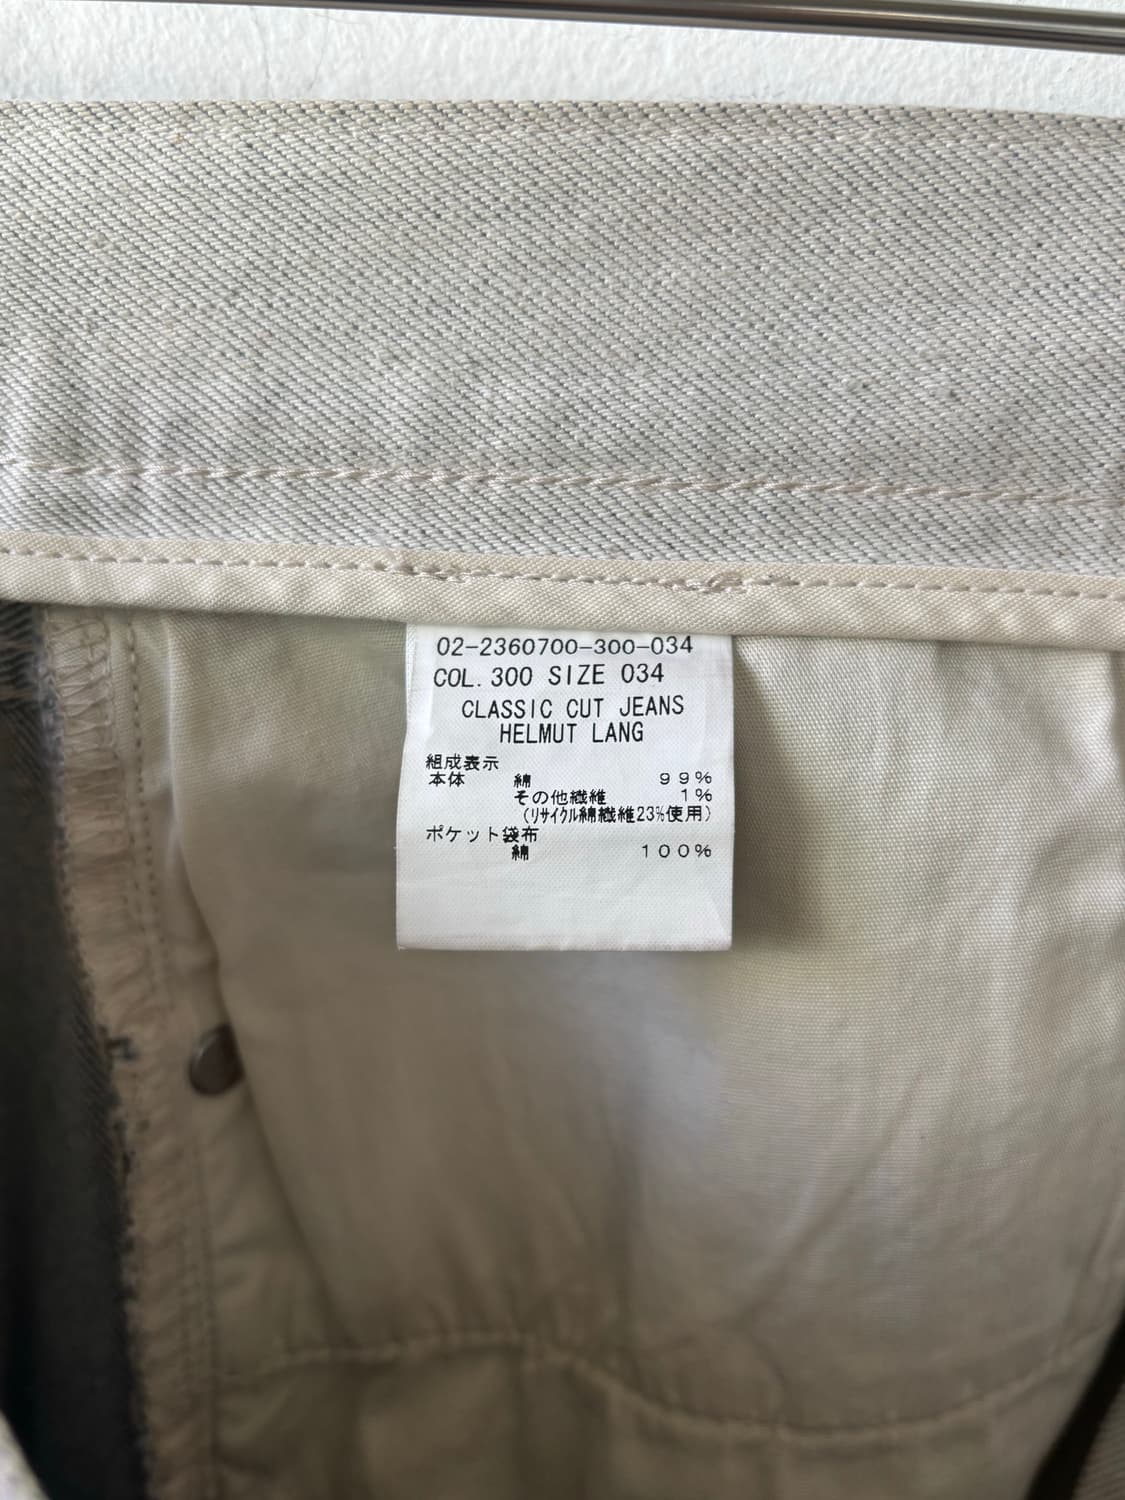 02-2360700-300-034
COL. 300 SIZE 034
CLASSIC CUT JEANS
HELMUT LANG
組成表示
本体 綿 99%
その他繊維 1%
(リサイクル綿繊維23%使用)
ポケット袋布
綿 100%